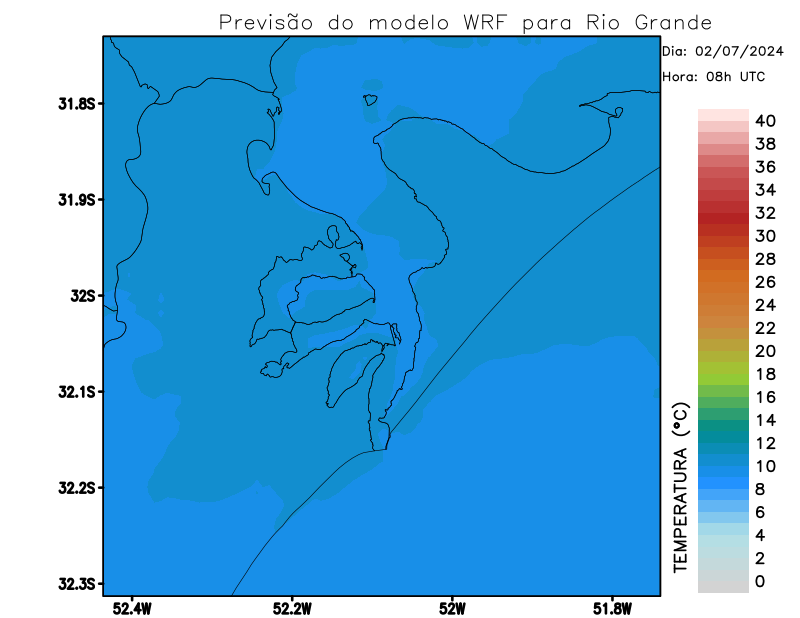 Previsão do modelo WRF para Rio Grande
Dia: 02/07/2024
Hora: 08h UTC
31.8S
31.9S
32S
32.1S
32.2S
32.3S
52.4W
52.2W
52W
51.8W
TEMPERATURA (°C)
40
38
36
34
32
30
28
26
24
22
20
18
16
14
12
10
8
6
4
2
0